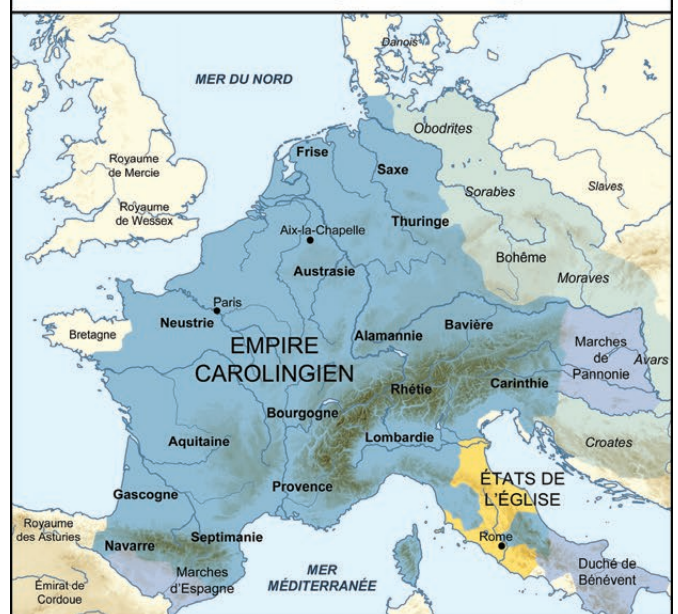 Danois
MER DU NORD
Obodrites
Frise
Royaume
de Mercie
Saxe
Sorabes
Slaves
Royaume
de Wessex
Thuringe
Aix-la-Chapelle
Bohême
Austrasie
Moraves
Paris
Neustrie
Bretagne
Bavière
Alamannie
EMPIRE
CAROLINGIEN
Marches
de
Pannonie
Avars
Rhétie
Carinthie
Bourgogne
Aquitaine
Lombardie
Croates
ÉTATS DE
L'ÉGLISE
Provence
Gascogne
Royaume
des Asturies
Septimanie
Navarre
Rome
Marches
d'Espagne
MER
MÉDITERRANÉE
Duché de
Bénévent
Émirat de
Cordoue